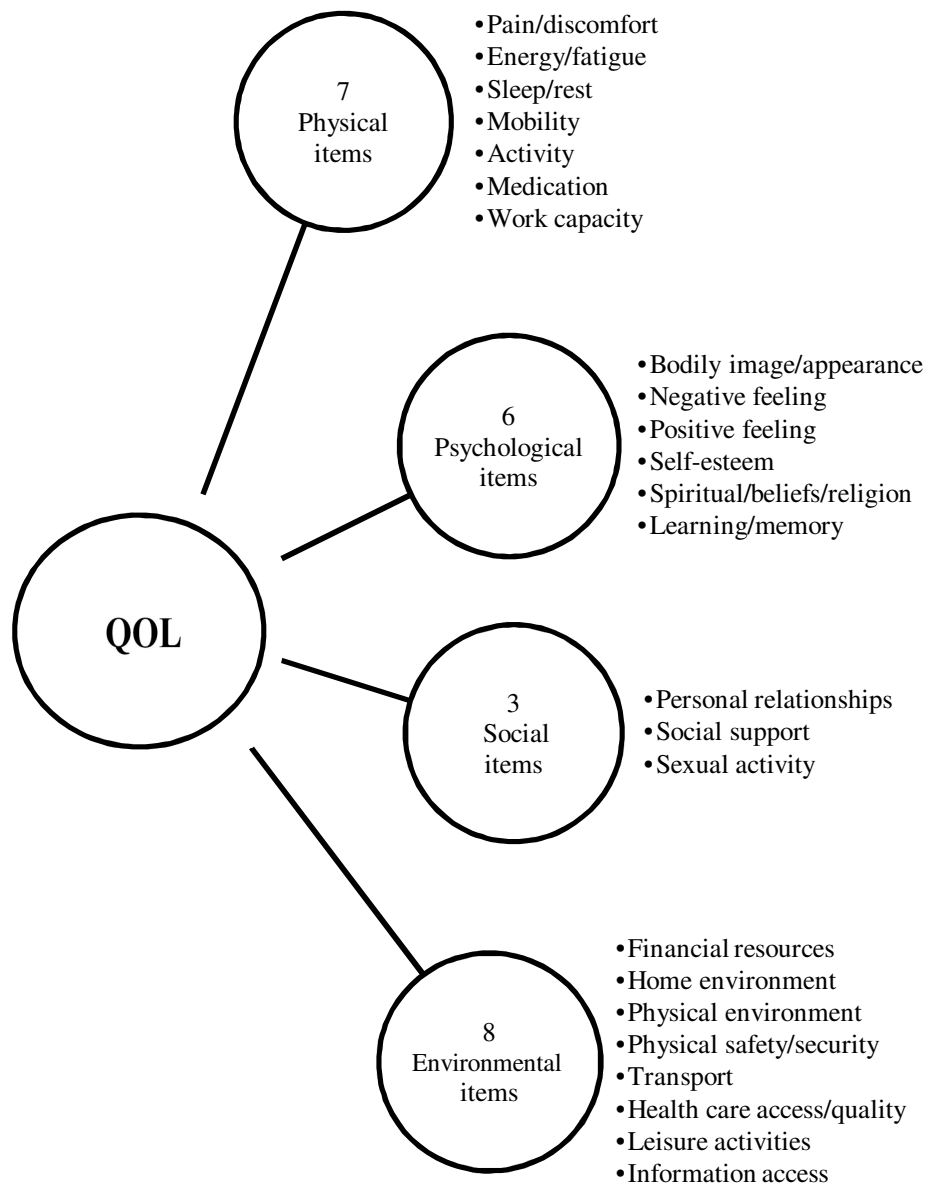 7
Physical
items
•Pain/discomfort
•Energy/fatigue
•Sleep/rest
•Mobility
•Activity
•Medication
•Work capacity
6
Psychological
items
•Bodily image/appearance
•Negative feeling
•Positive feeling
•Self-esteem
•Spiritual/beliefs/religion
•Learning/memory
QOL
3
Social
items
•Personal relationships
•Social support
•Sexual activity
8
Environmental
items
•Financial resources
•Home environment
•Physical environment
•Physical safety/security
•Transport
•Health care access/quality
•Leisure activities
•Information access